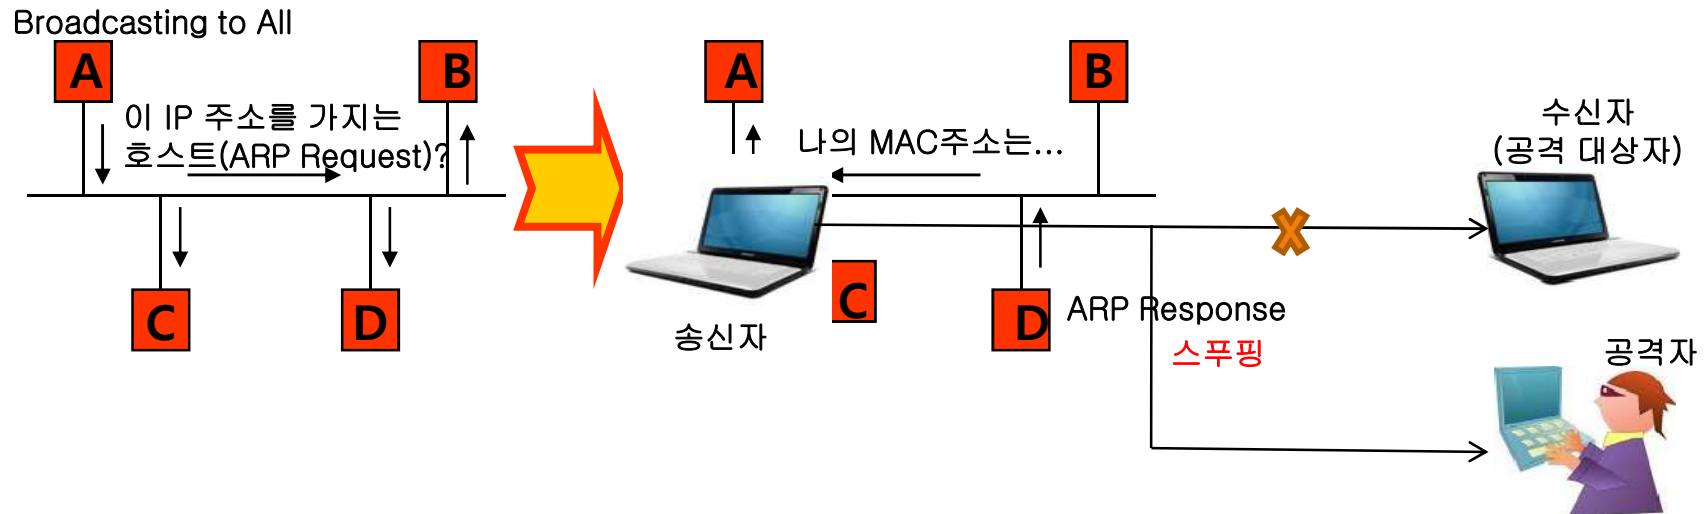 Broadcasting to All
A
B
이 IP 주소를 가지는
호스트(ARP Request)?
C
D
A
B
나의 MAC주소는...
C
D
ARP Response
스푸핑
송신자
수신자
(공격 대상자)
공격자